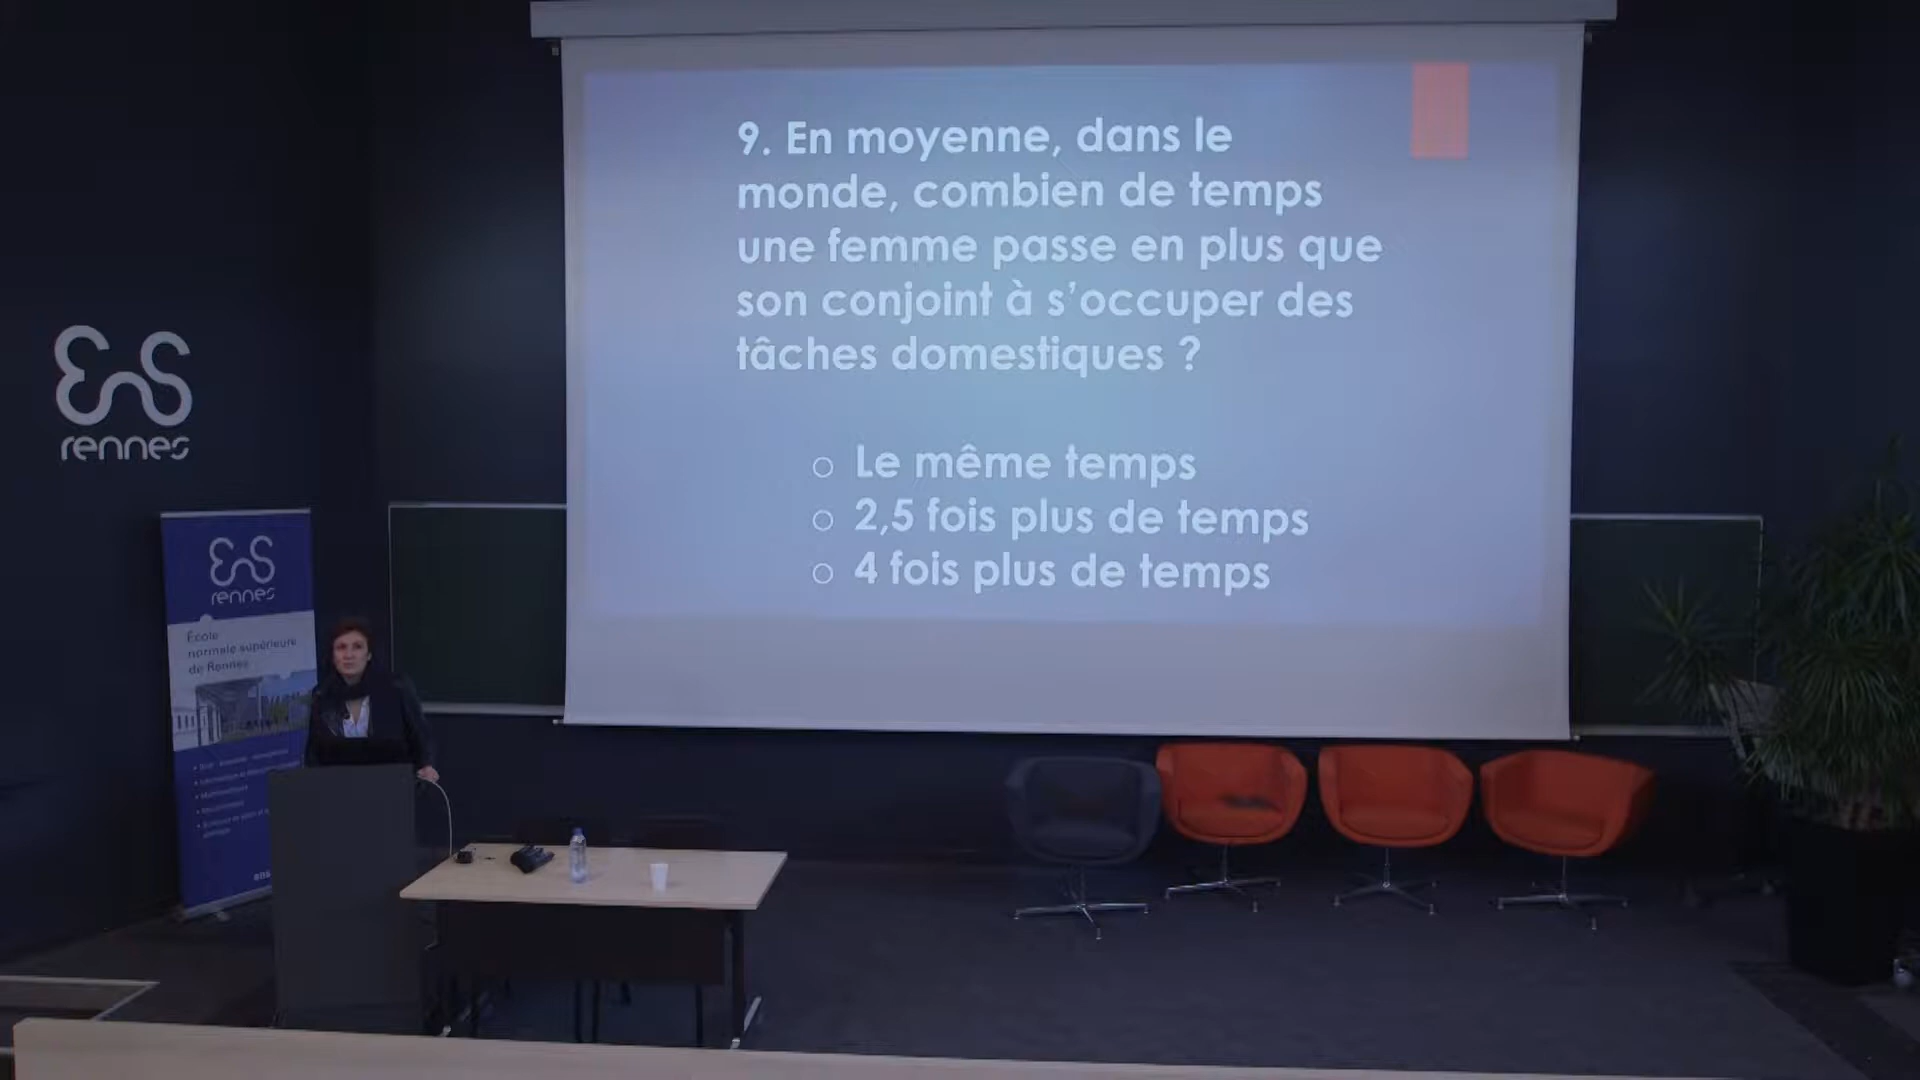 9. En moyenne, dans le
monde, combien de temps
une femme passe en plus que
son conjoint à s'occuper des
tâches domestiques ?
○ Le même temps
○ 2,5 fois plus de temps
○ 4 fois plus de temps
ens
rennes
ens
rennes
École
normale supérieure
de Rennes